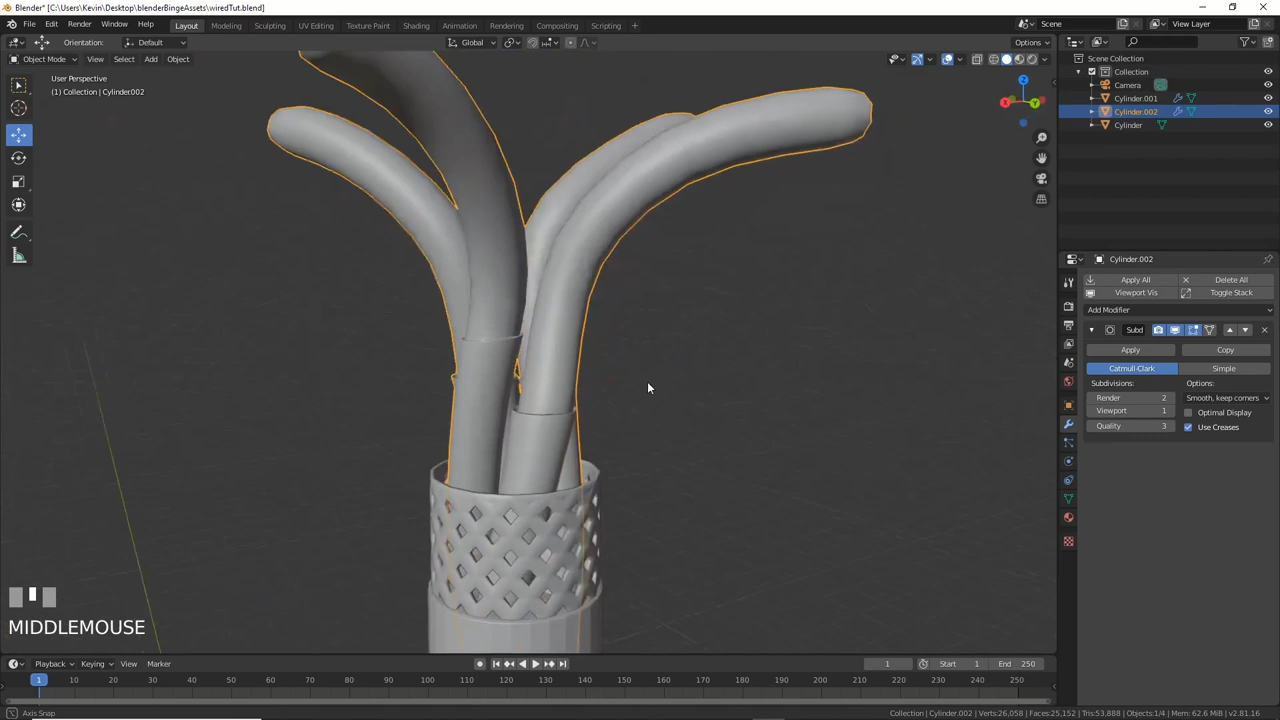 Blender* [C:\Users\Kevin\Desktop\blenderBingeAssets\wiredTut.blend]
File Edit Render Window Help Layout Modeling Sculpting UV Editing Texture Paint Shading Animation Rendering Compositing Scripting Scene View Layer
Orientation: Default Global Options
Object Mode View Select Add Object
User Perspective
(1) Collection | Cylinder.002
Z
X
Y
Scene Collection
Collection
Camera
Cylinder.001
Cylinder.002
Cylinder
Cylinder.002
Apply All Delete All
Viewport Vis Toggle Stack
Add Modifier
Subd
Apply Copy
Catmull-Clark Simple
Subdivisions: Options:
Render 2 Smooth, keep corners
Viewport 1 Optimal Display
Quality 3 Use Creases
MIDDLEMOUSE
Playback Keying View Marker 1 Start 1 End 250
1 10 20 30 40 50 60 70 80 90 100 110 120 130 140 150 160 170 180 190 200 210 220 230 240 250
Axis Snap Collection | Cylinder.002 | Verts:26,058 | Faces:25,152 | Tris:53,888 | Objects:1/4 | Mem: 62.6 MiB | v2.81.16